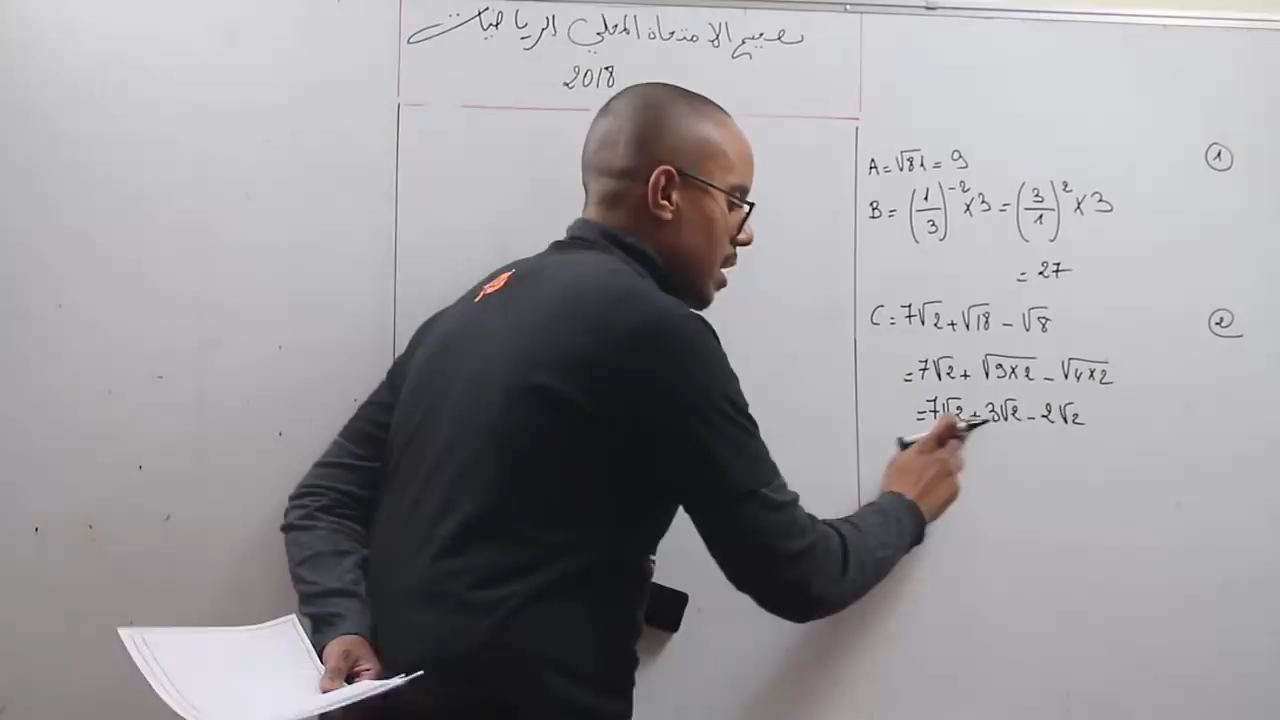 تصحيح الامتحان المحلي الرياضيات
2018
A = √81 = 9
①
B = (1/3)^-2 × 3 = (3/1)^2 × 3
= 27
C = 7√2 + √18 - √8
②
= 7√2 + √9×2 - √4×2
= 7√2 + 3√2 - 2√2